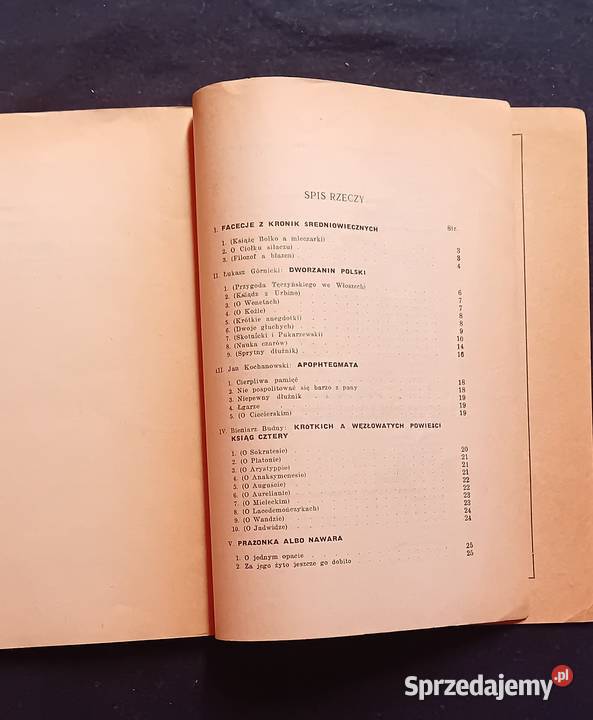 SPIS RZECZY
I. FACECJE Z KRONIK ŚREDNIOWIECZNYCH Str.
1. (Książę Bolko a mleczarki) 3
2. O Ciołku siłaczu 3
3. (Filozof a błazen) 4
II. Łukasz Górnicki: DWORZANIN POLSKI
1. (Przygoda Tęczyńskiego we Włoszech) 6
2. (Ksiądz z Urbino) 7
3. (O Wenetach) 7
4. (O Koźle) 8
5. (Krótkie anegdotki) 8
6. (Dwoje głuchych) 9
7. (Skotnicki i Pukarzewski) 10
8. (Nauka czarów) 14
9. (Sprytny dłużnik) 16
III. Jan Kochanowski: APOPHTEGMATA
1. Cierpliwa pamięć 18
2. Nie pospolitować się barzo z pany 18
3. Niepewny dłużnik 19
4. Łgarze 19
5. (O Ciecierskim) 19
IV. Bieniarz Budny: KRÓTKICH A WĘZŁOWATYCH POWIEŚCI
KSIĄG CZTERY
1. (O Sokratesie) 20
2. (O Platonie) 21
3. (O Arystyppie) 21
4. (O Anaksymenesie) 21
5. (O Auguście) 22
6. (O Aurelianie) 22
7. (O Mieleckim) 23
8. (O Lacedemończykach) 23
9. (O Wandzie) 24
10. (O Jadwidze) 24
V. PRAŻONKA ALBO NAWARA
1. O jednym opacie 25
2. Za jego żyto jeszcze go dobito 25
Sprzedajemy.pl